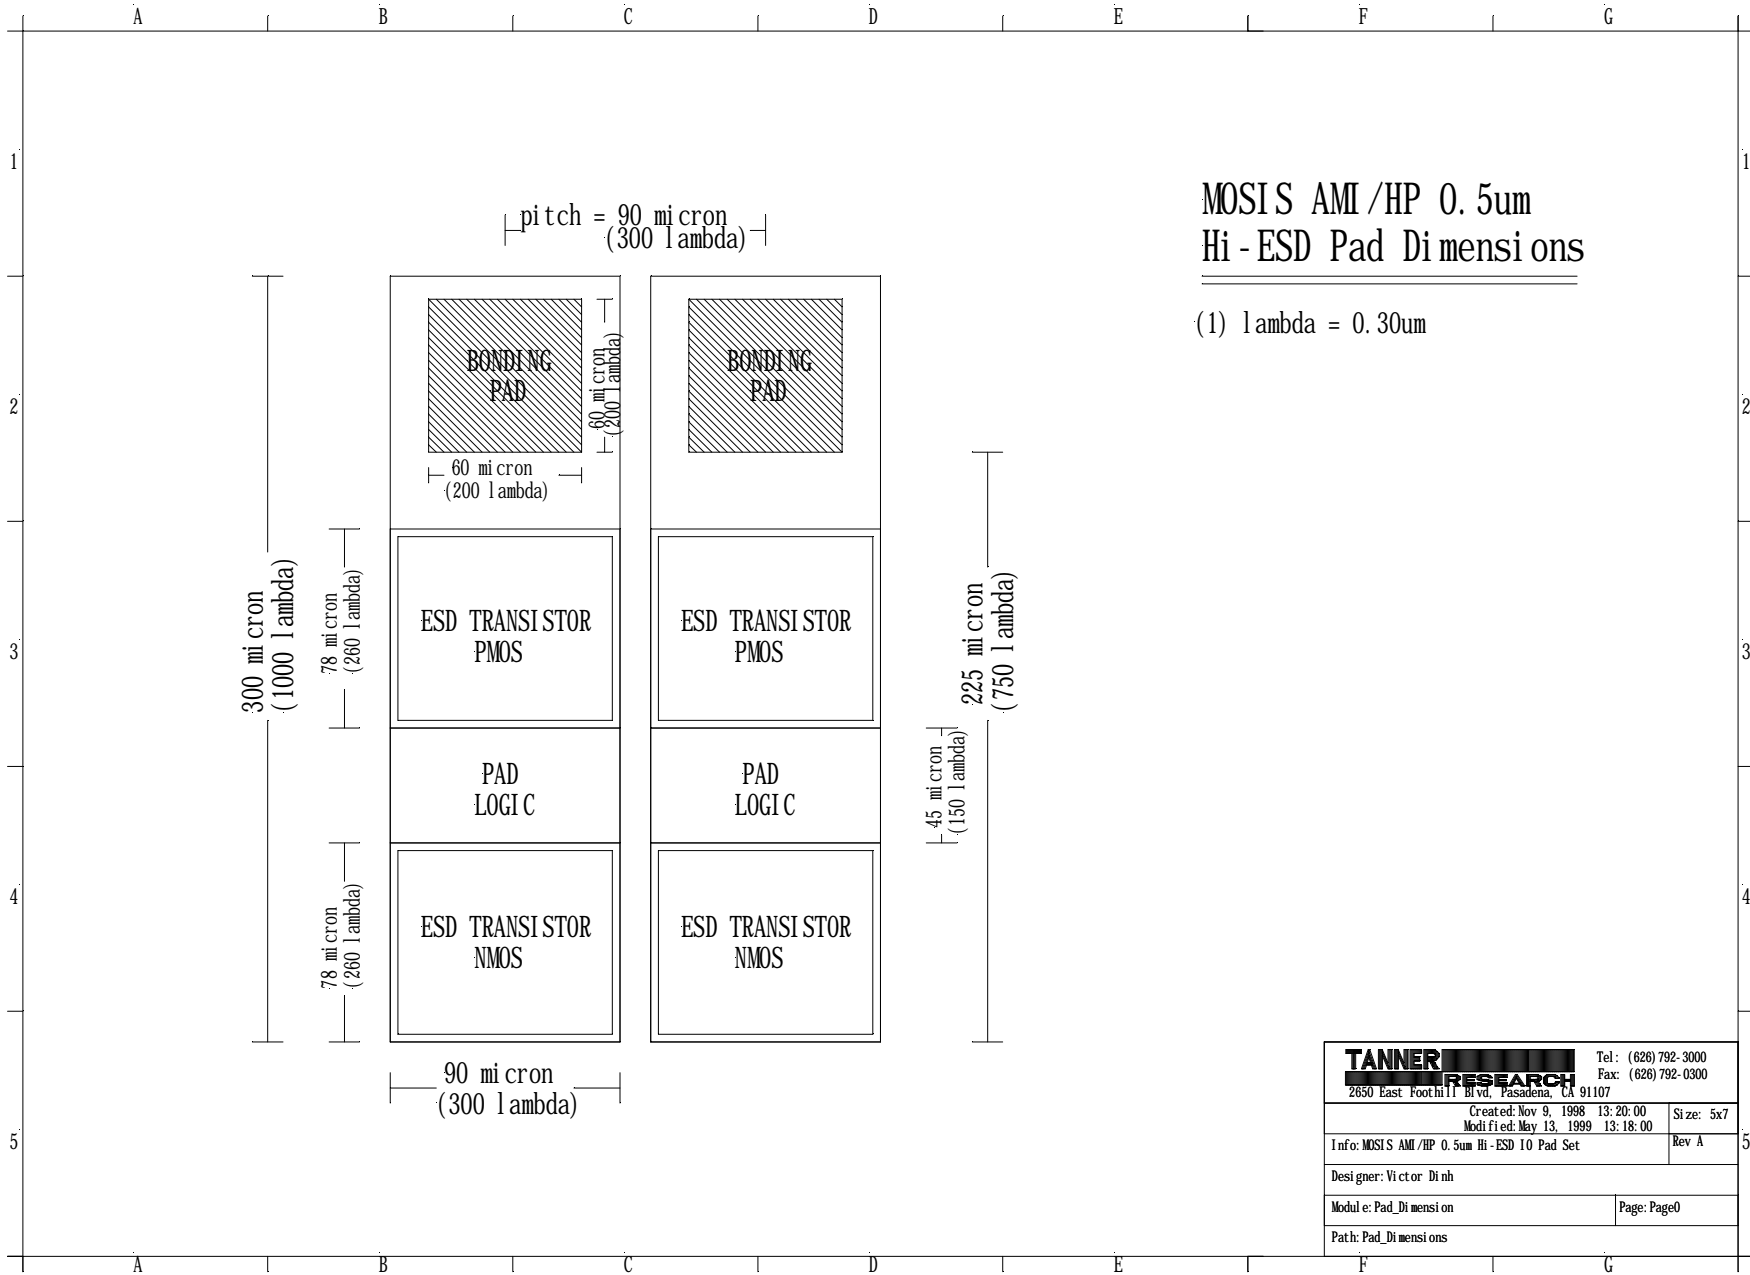 A B C D E F G
1 1
MOSIS AMI/HP 0.5um
Hi-ESD Pad Dimensions
pitch = 90 micron
(300 lambda)
(1) lambda = 0.30um
BONDING
PAD
60 micron
(200 lambda)
BONDING
PAD
2 2
60 micron
(200 lambda)
300 micron
(1000 lambda)
78 micron
(260 lambda)
ESD TRANSISTOR
PMOS
ESD TRANSISTOR
PMOS
225 micron
(750 lambda)
3 3
PAD
LOGIC
PAD
LOGIC
45 micron
(150 lambda)
78 micron
(260 lambda)
ESD TRANSISTOR
NMOS
ESD TRANSISTOR
NMOS
4 4
90 micron
(300 lambda)
TANNER
RESEARCH
Tel: (626)792-3000
Fax: (626)792-0300
2650 East Foothill Blvd, Pasadena, CA 91107
Created:Nov 9, 1998 13:20:00
Modified:May 13, 1999 13:18:00
Size: 5x7
5 5
Info:MOSIS AMI/HP 0.5um Hi-ESD IO Pad Set
Rev A
Designer:Victor Dinh
Module:Pad_Dimension
Page:Page0
Path:Pad_Dimensions
A B C D E F G